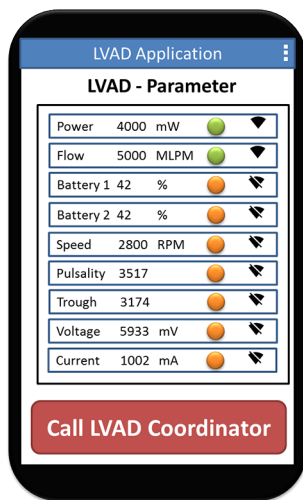 LVAD Application
LVAD - Parameter
Power 4000 mW
Flow 5000 MLPM
Battery 1 42 %
Battery 2 42 %
Speed 2800 RPM
Pulsality 3517
Trough 3174
Voltage 5933 mV
Current 1002 mA
Call LVAD Coordinator